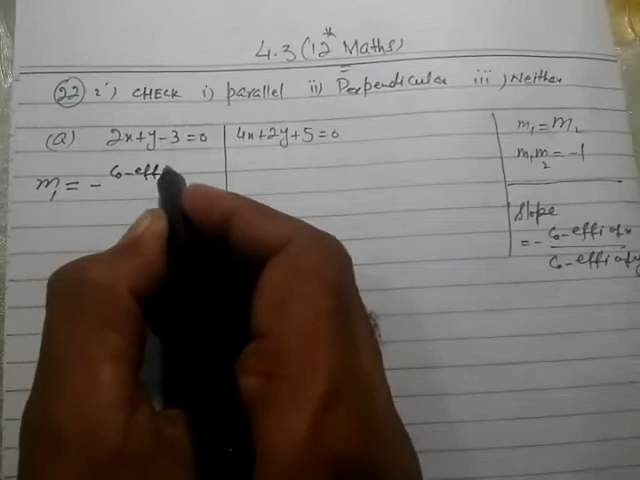 4.3 (12th Maths)
22 i) CHECK i) parallel ii) Perpendicular iii) Neither
(a) 2x+y-3=0 | 4x+2y+5=0
m₁ = - Co-eff
m₁ = m₂
m₁m₂ = -1
Slope
= - Co-effi of x
Co-effi of y